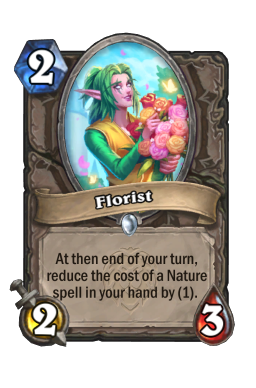 2
Florist
At then end of your turn,
reduce the cost of a Nature
spell in your hand by (1).
2
3